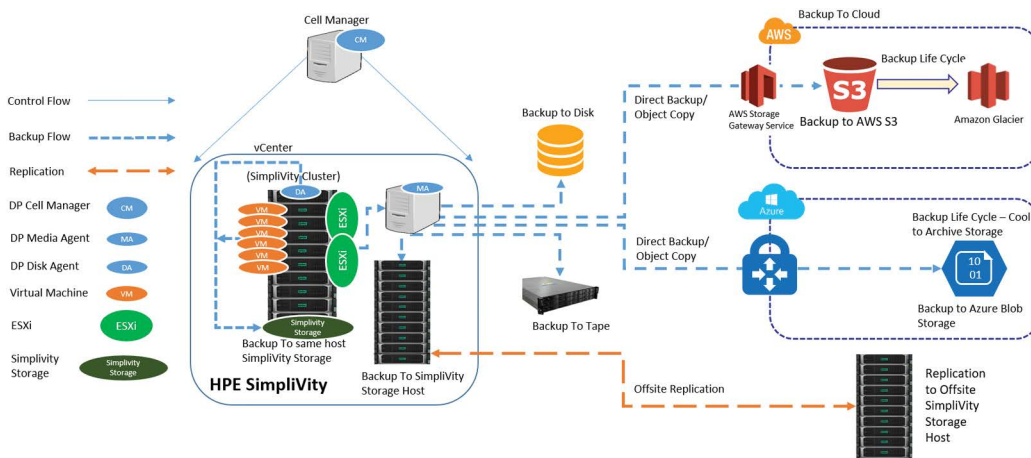 Cell Manager
CM
Control Flow
Backup Flow
Replication
DP Cell Manager
CM
DP Media Agent
MA
DP Disk Agent
DA
Virtual Machine
VM
ESXi
ESXi
Simplivity
Storage
Simplivity
Storage
vCenter
(SimpliVity Cluster)
DA
VM
VM
VM
VM
VM
VM
ESXi
ESXi
Simplivity
Storage
Backup To same host
SimpliVity Storage
HPE SimpliVity
MA
Backup To SimpliVity
Storage Host
Backup to Disk
Backup To Tape
Direct Backup/
Object Copy
Direct Backup/
Object Copy
Offsite Replication
Backup To Cloud
AWS
AWS Storage
Gateway Service
S3
Backup to AWS S3
Backup Life Cycle
Amazon Glacier
Azure
Backup Life Cycle – Cool
to Archive Storage
10
01
Backup to Azure Blob
Storage
Replication
to Offsite
SimpliVity
Storage
Host